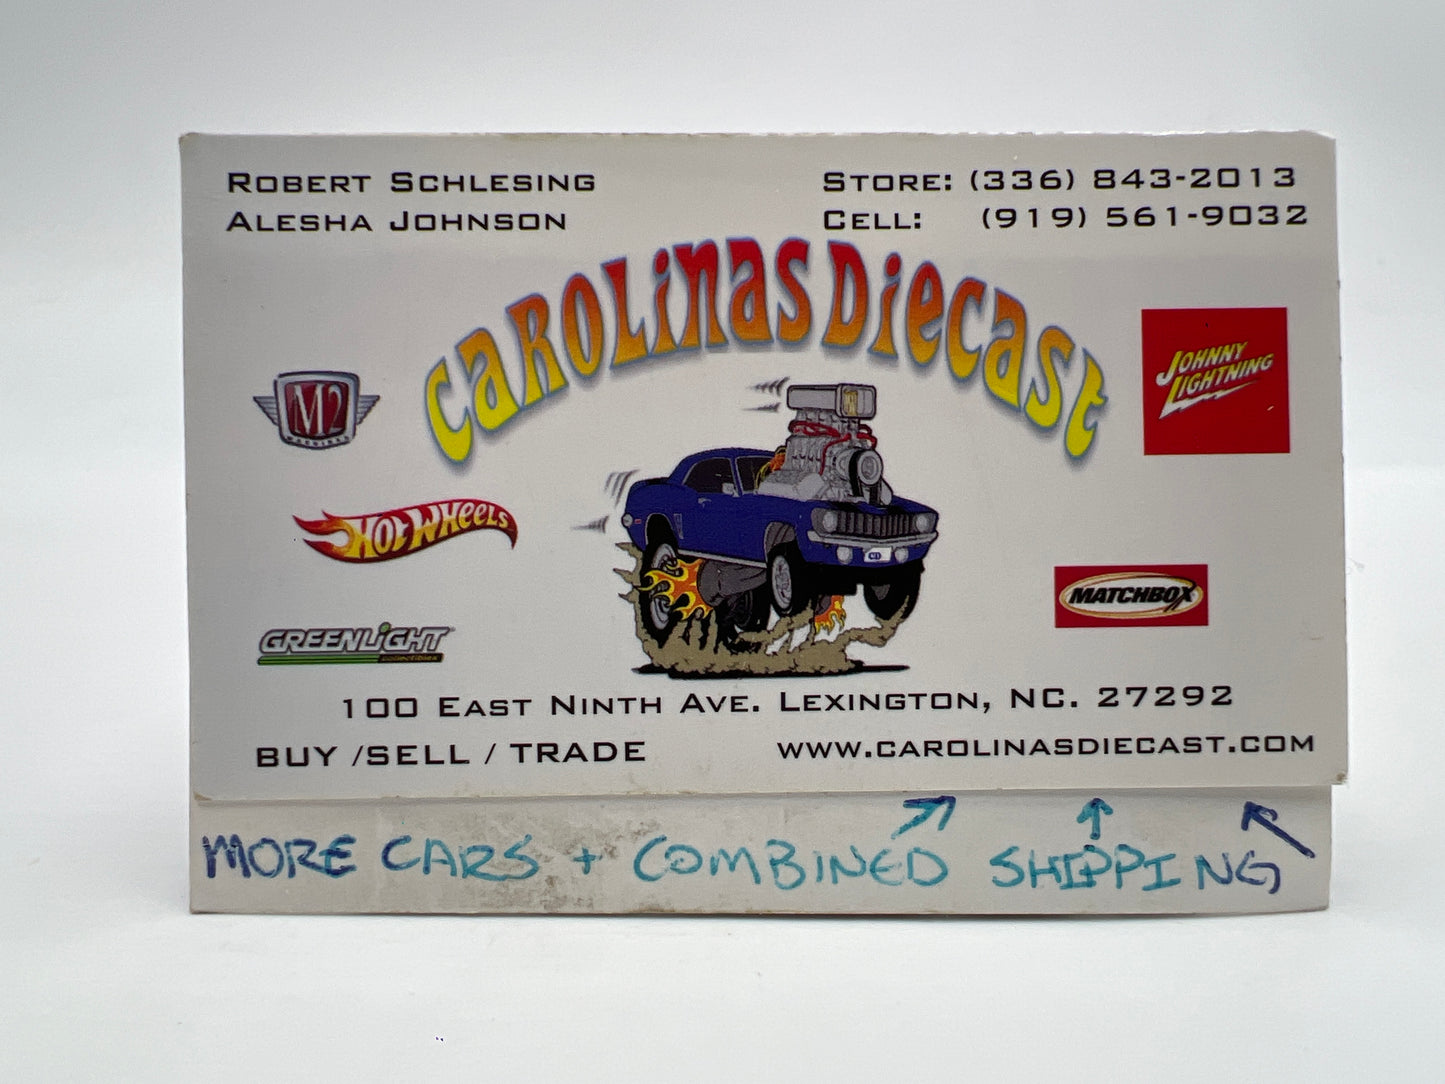 ROBERT SCHLESING
ALESHA JOHNSON
STORE: (336) 843-2013
CELL: (919) 561-9032
CAROLINAS DIECAST
M2
MACHINES
JOHNNY
LIGHTNING
HOT WHEELS
MATCHBOX
GREENLIGHT
collectibles
100 EAST NINTH AVE. LEXINGTON, NC. 27292
BUY /SELL / TRADE
WWW.CAROLINASDIECAST.COM
MORE CARS + COMBINED SHIPPING